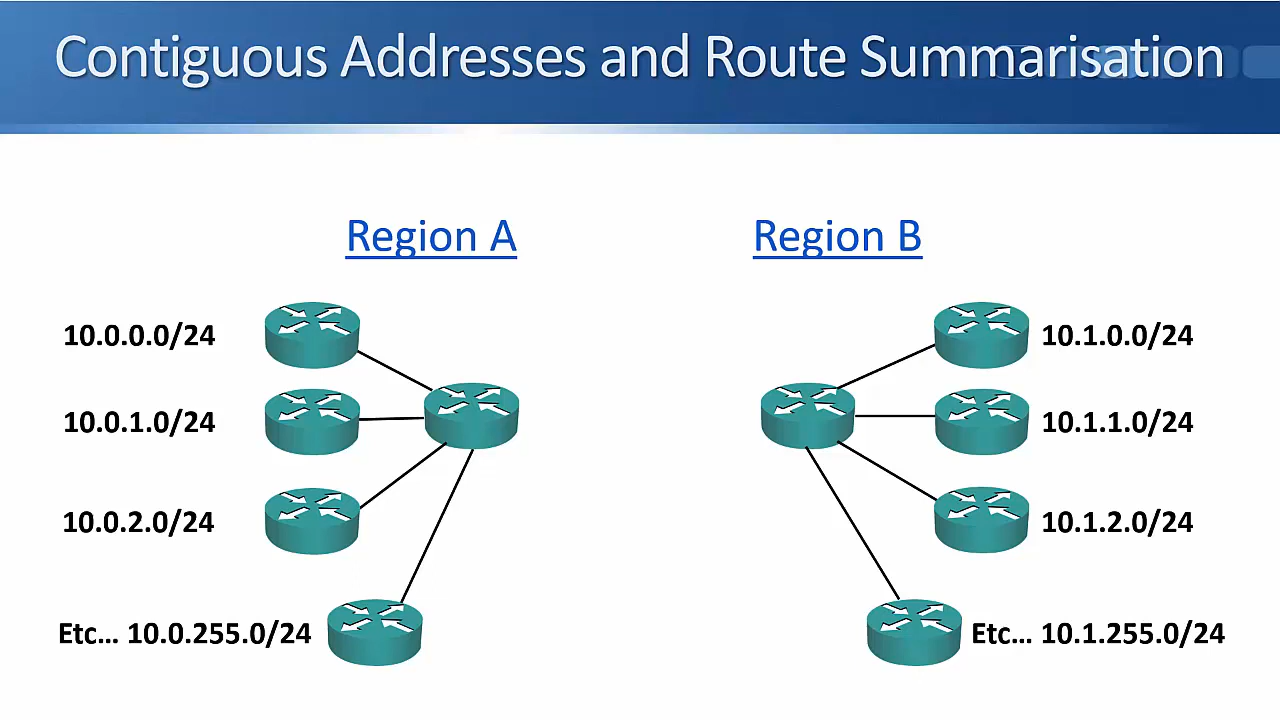 Contiguous Addresses and Route Summarisation
Region A
Region B
10.0.0.0/24
10.1.0.0/24
10.0.1.0/24
10.1.1.0/24
10.0.2.0/24
10.1.2.0/24
Etc... 10.0.255.0/24
Etc... 10.1.255.0/24